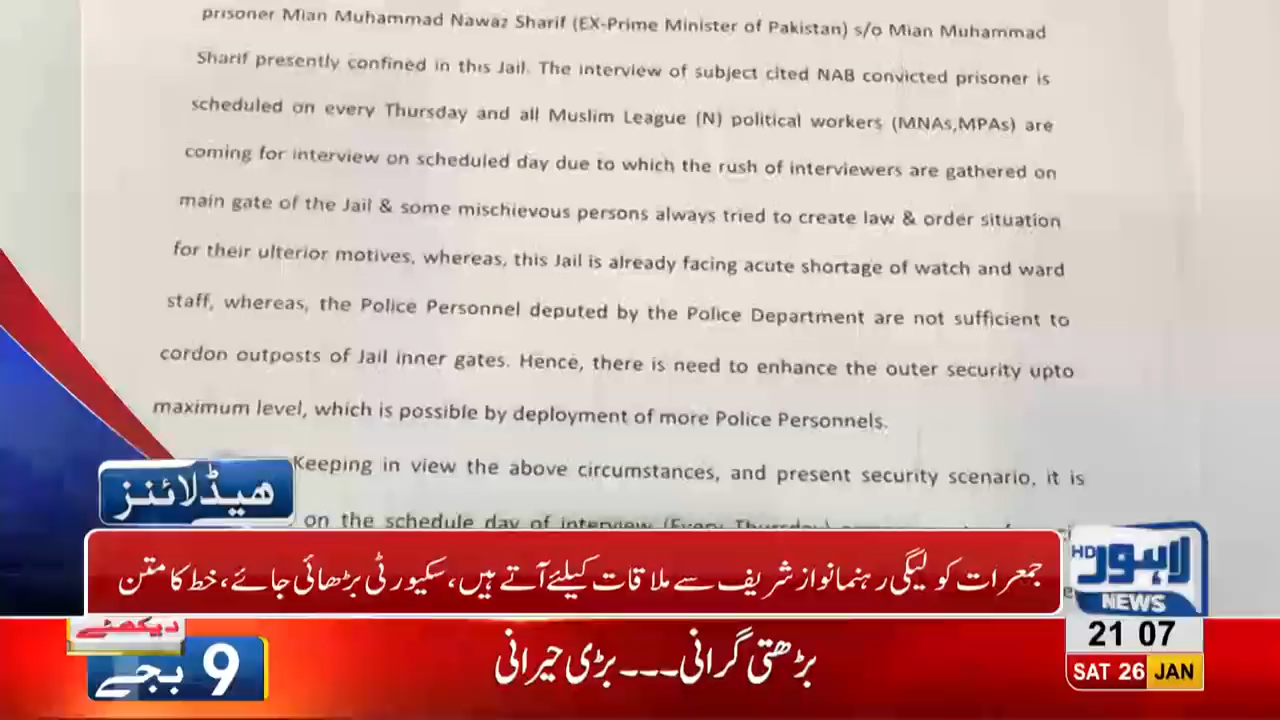 prisoner Mian Muhammad Nawaz Sharif (EX-Prime Minister of Pakistan) s/o Mian Muhammad
Sharif presently confined in this Jail. The interview of subject cited NAB convicted prisoner is
scheduled on every Thursday and all Muslim League (N) political workers (MNAs,MPAs) are
coming for interview on scheduled day due to which the rush of interviewers are gathered on
main gate of the Jail & some mischievous persons always tried to create law & order situation
for their ulterior motives, whereas, this Jail is already facing acute shortage of watch and ward
staff, whereas, the Police Personnel deputed by the Police Department are not sufficient to
cordon outposts of Jail inner gates. Hence, there is need to enhance the outer security upto
maximum level, which is possible by deployment of more Police Personnels.
Keeping in view the above circumstances, and present security scenario, it is
on the schedule day of interview (Every Thursday)
ھیڈلائنز
جمعرات کو لیگی رہنما نواز شریف سے ملاقات کیلئے آتے ہیں، سکیورٹی بڑھائی جائے، خط کا متن
HD لاہور
NEWS
21 07
SAT 26 JAN
دیکھئے
9 بجے
بڑھتی گرانی۔۔۔بڑی حیرانی